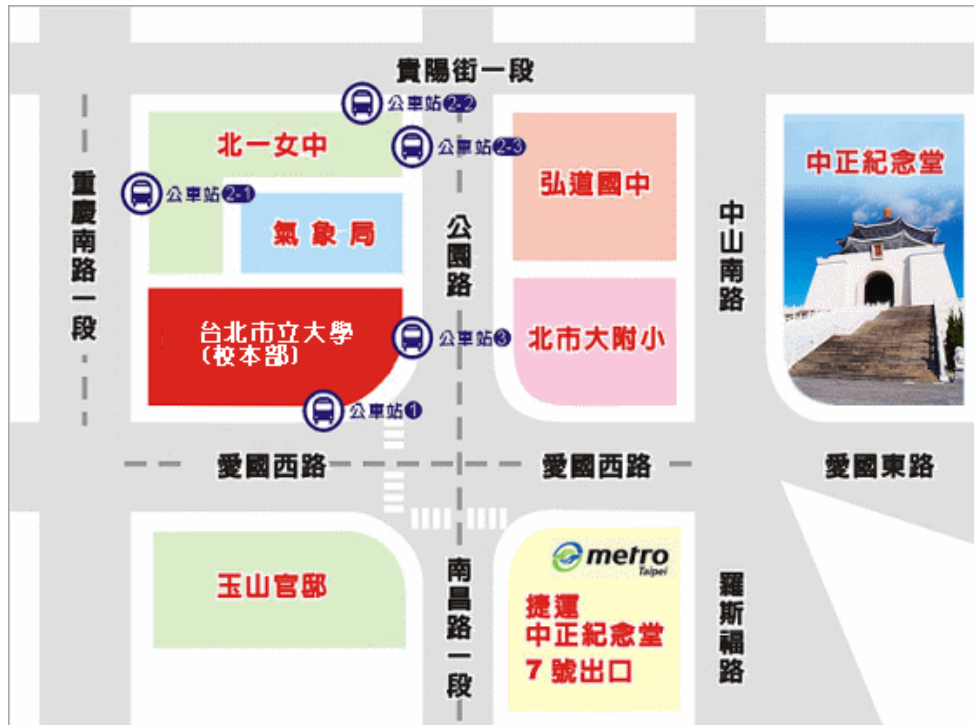 貴陽街一段
公車站2-2
北一女中
公車站2-3
公車站2-1
氣象局
重慶南路一段
公園路
弘道國中
中山南路
中正紀念堂
台北市立大學
(校本部)
公車站3
北市大附小
公車站1
愛國西路
愛國西路
愛國東路
玉山官邸
南昌路一段
metro
Taipei
捷運
中正紀念堂
7號出口
羅斯福路